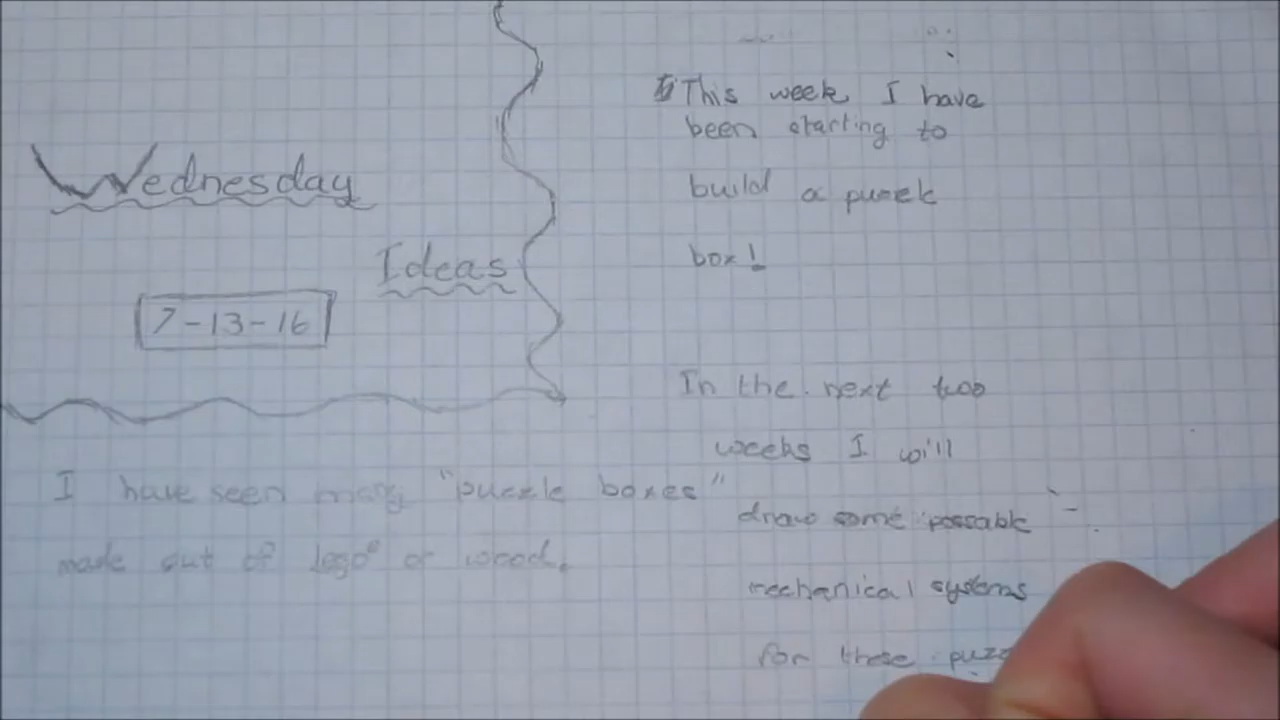 Wednesday
Ideas
7-13-16
This week I have
been starting to
build a puzzle
box!
In the next two
weeks I will
draw some possable
mechanical systems
for these
I have seen many "puzzle boxes"
made out of lego® or wood.